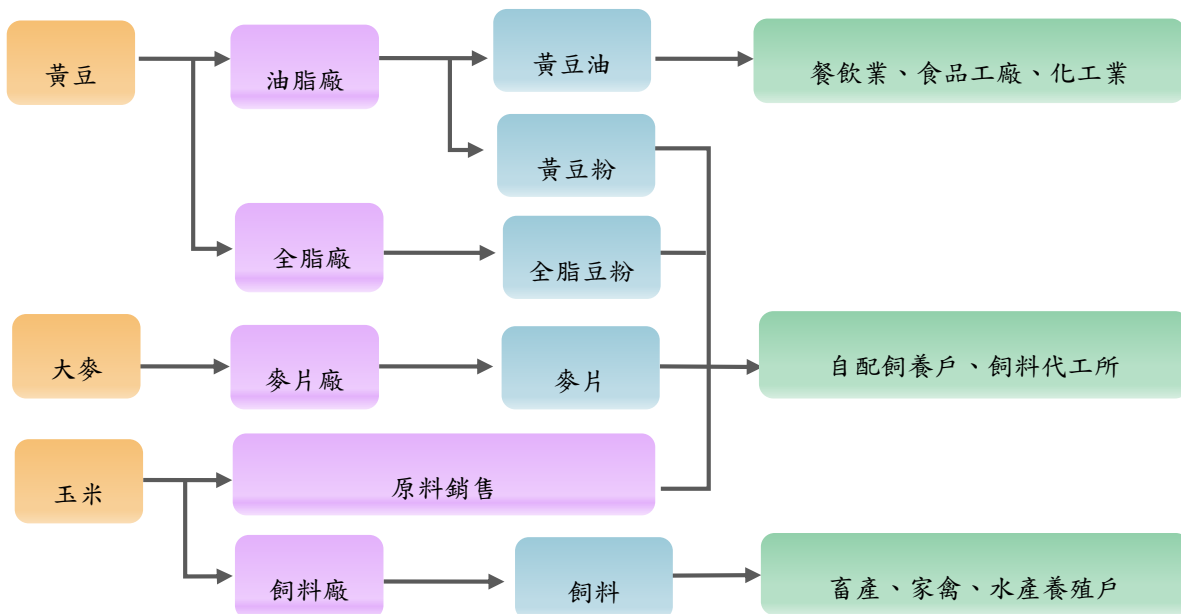 黃豆
油脂廠
黃豆油
餐飲業、食品工廠、化工業
黃豆粉
全脂廠
全脂豆粉
大麥
麥片廠
麥片
自配飼養戶、飼料代工所
玉米
原料銷售
飼料廠
飼料
畜產、家禽、水產養殖戶